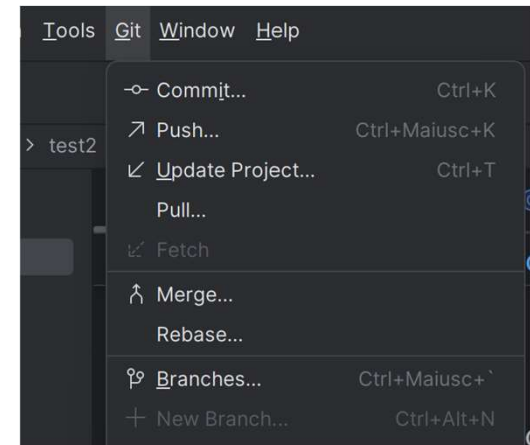 Tools Git Window Help
Commit... Ctrl+K
Push... Ctrl+Maiusc+K
> test2
Update Project... Ctrl+T
Pull...
Fetch
Merge...
Rebase...
Branches... Ctrl+Maiusc+`
New Branch... Ctrl+Alt+N